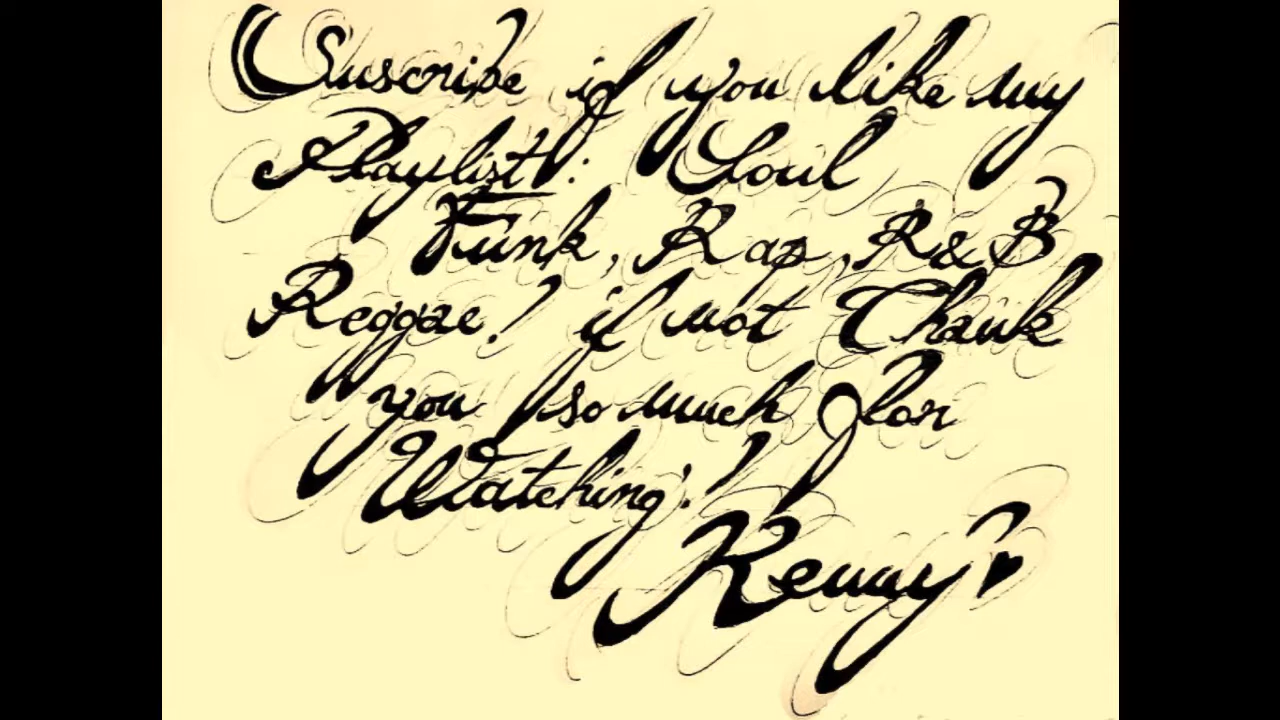 Suscribe if you like my
Playlist! : Soul
Funk, Rap, R&B
Reggae! if not Thank
you so much for
Watching!
Kenny